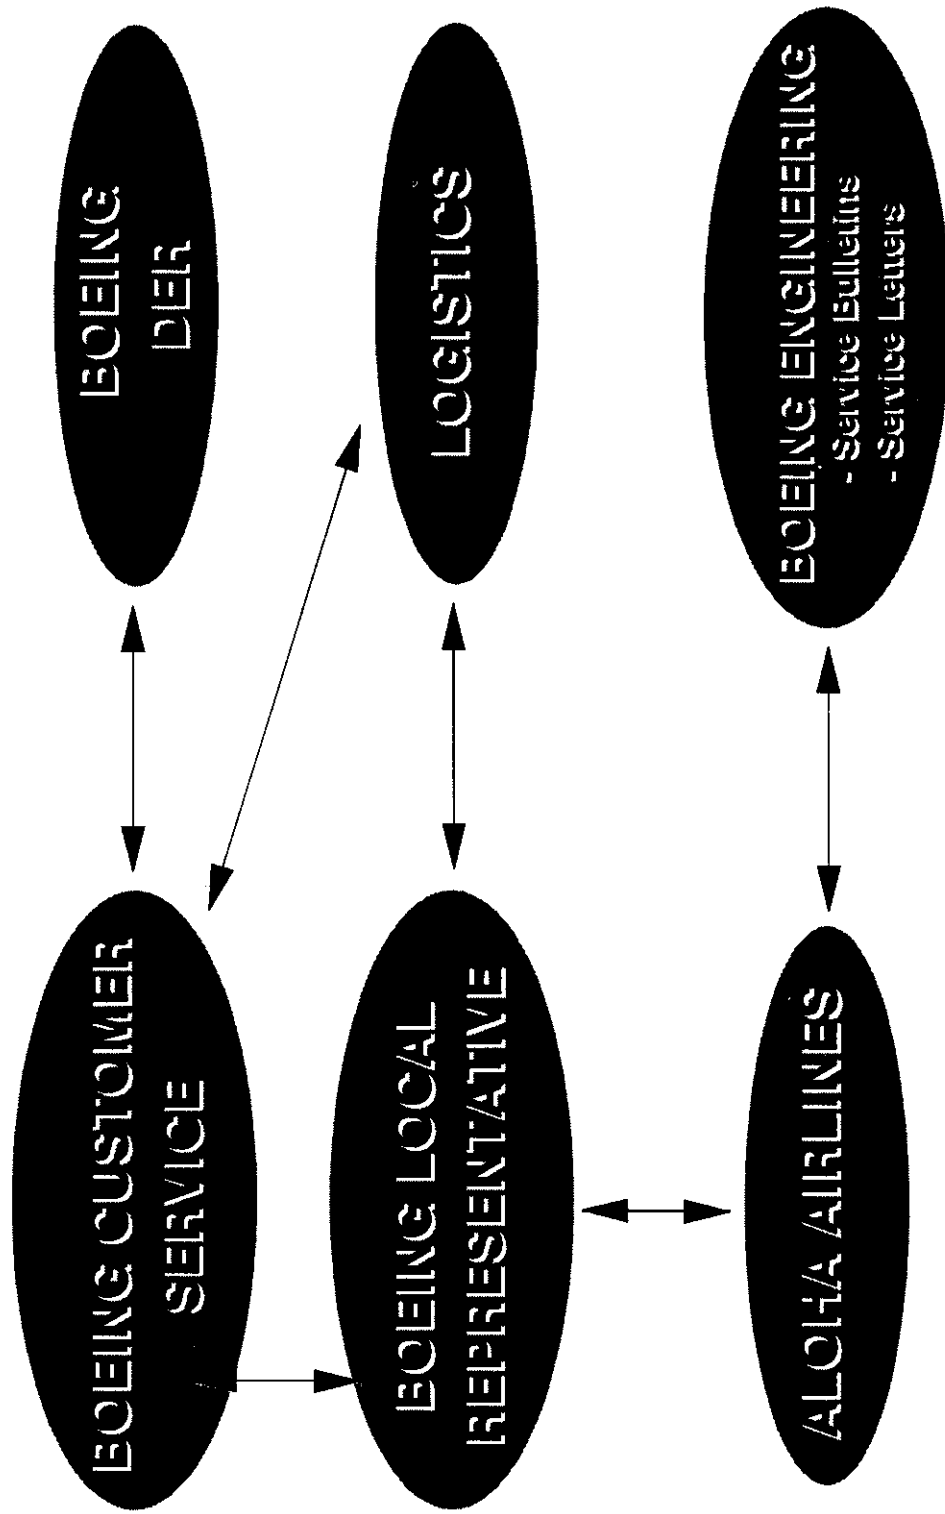 BOEING CUSTOMER
SERVICE
BOEING
DER
BOEING LOCAL
REPRESENTATIVE
LOGISTICS
ALOHA AIRLINES
BOEING ENGINEERING
- Service Bulletins
- Service Letters